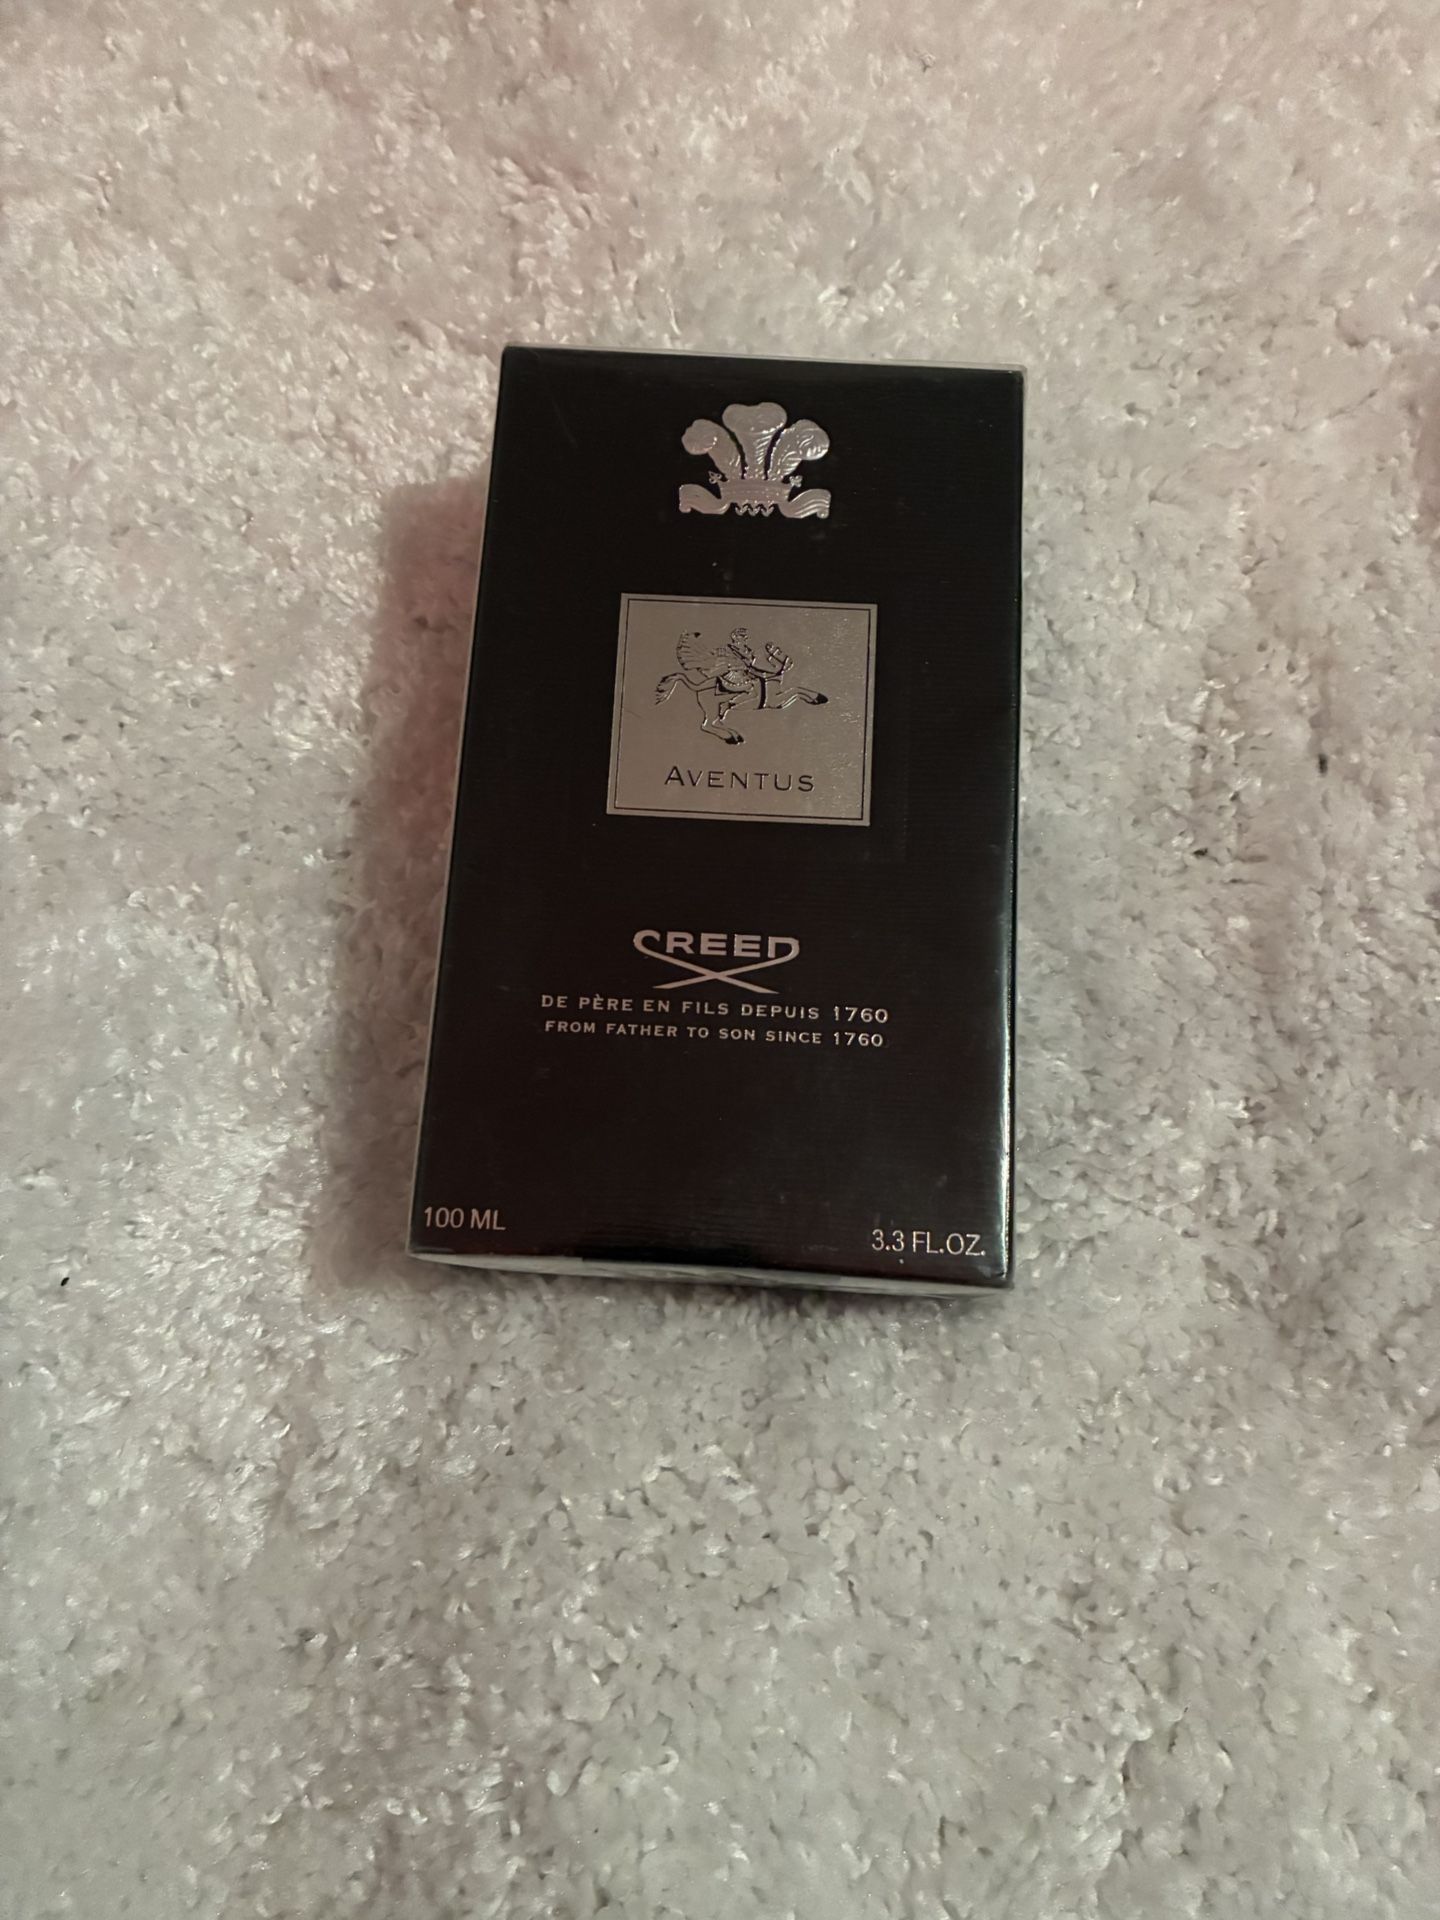 AVENTUS
CREED
DE PÈRE EN FILS DEPUIS 1760
FROM FATHER TO SON SINCE 1760
100 ML
3.3 FL.OZ.